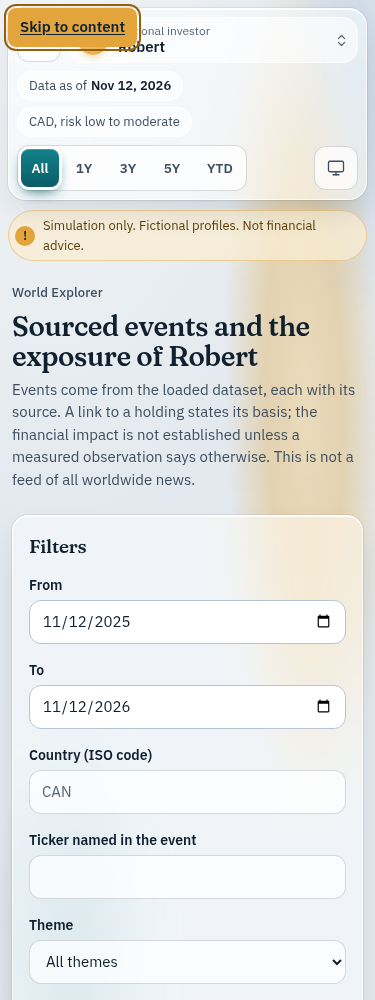 Skip to content
onal investor
Robert
Data as of Nov 12, 2026
CAD, risk low to moderate
All 1Y 3Y 5Y YTD
! Simulation only. Fictional profiles. Not financial
advice.
World Explorer
Sourced events and the
exposure of Robert
Events come from the loaded dataset, each with its
source. A link to a holding states its basis; the
financial impact is not established unless a
measured observation says otherwise. This is not a
feed of all worldwide news.
Filters
From
11/12/2025
To
11/12/2026
Country (ISO code)
CAN
Ticker named in the event
Theme
All themes